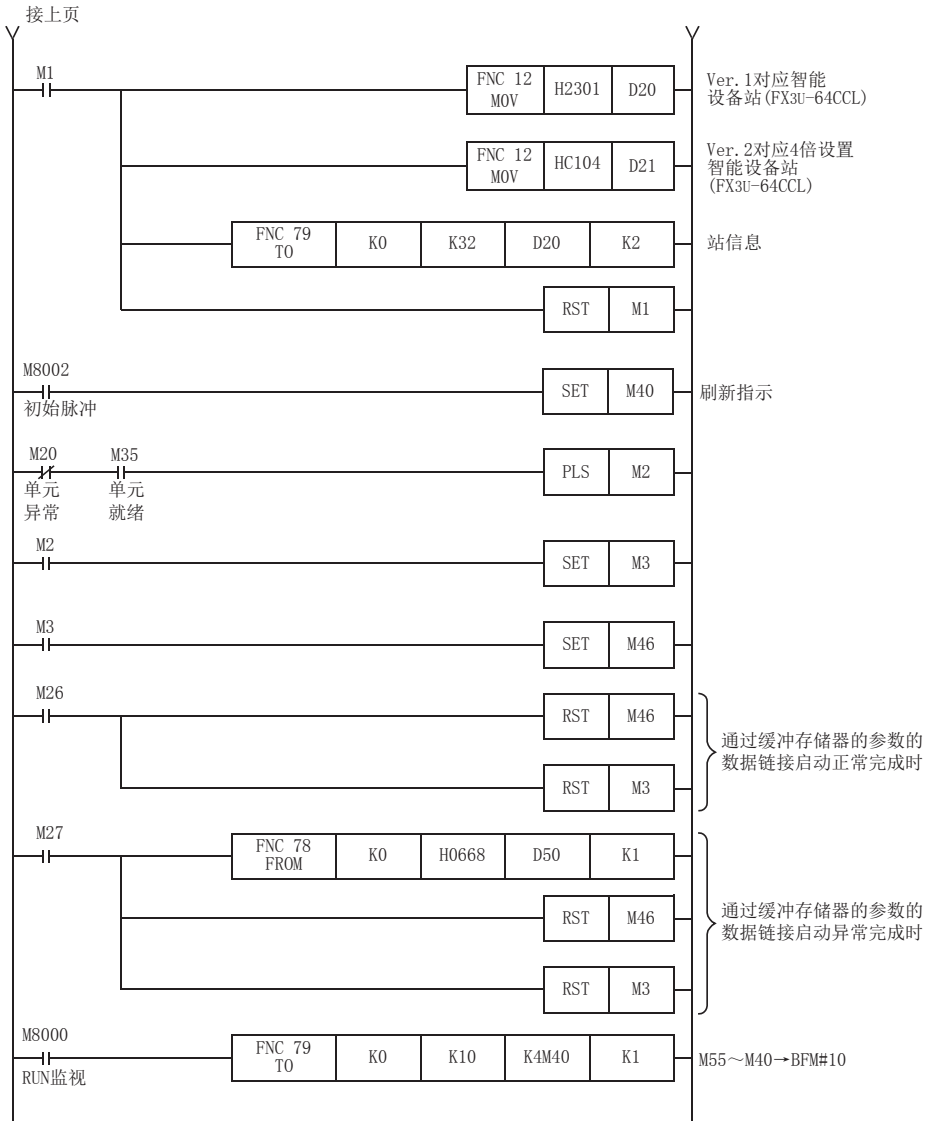 接上页
M1
FNC 12
MOV
H2301
D20
Ver.1对应智能
设备站(FX3U-64CCL)
FNC 12
MOV
HC104
D21
Ver.2对应4倍设置
智能设备站
(FX3U-64CCL)
FNC 79
TO
K0
K32
D20
K2
站信息
RST
M1
M8002
初始脉冲
SET
M40
刷新指示
M20
单元
异常
M35
单元
就绪
PLS
M2
M2
SET
M3
M3
SET
M46
M26
RST
M46
RST
M3
通过缓冲存储器的参数的
数据链接启动正常完成时
M27
FNC 78
FROM
K0
H0668
D50
K1
RST
M46
RST
M3
通过缓冲存储器的参数的
数据链接启动异常完成时
M8000
RUN监视
FNC 79
TO
K0
K10
K4M40
K1
M55～M40→BFM#10